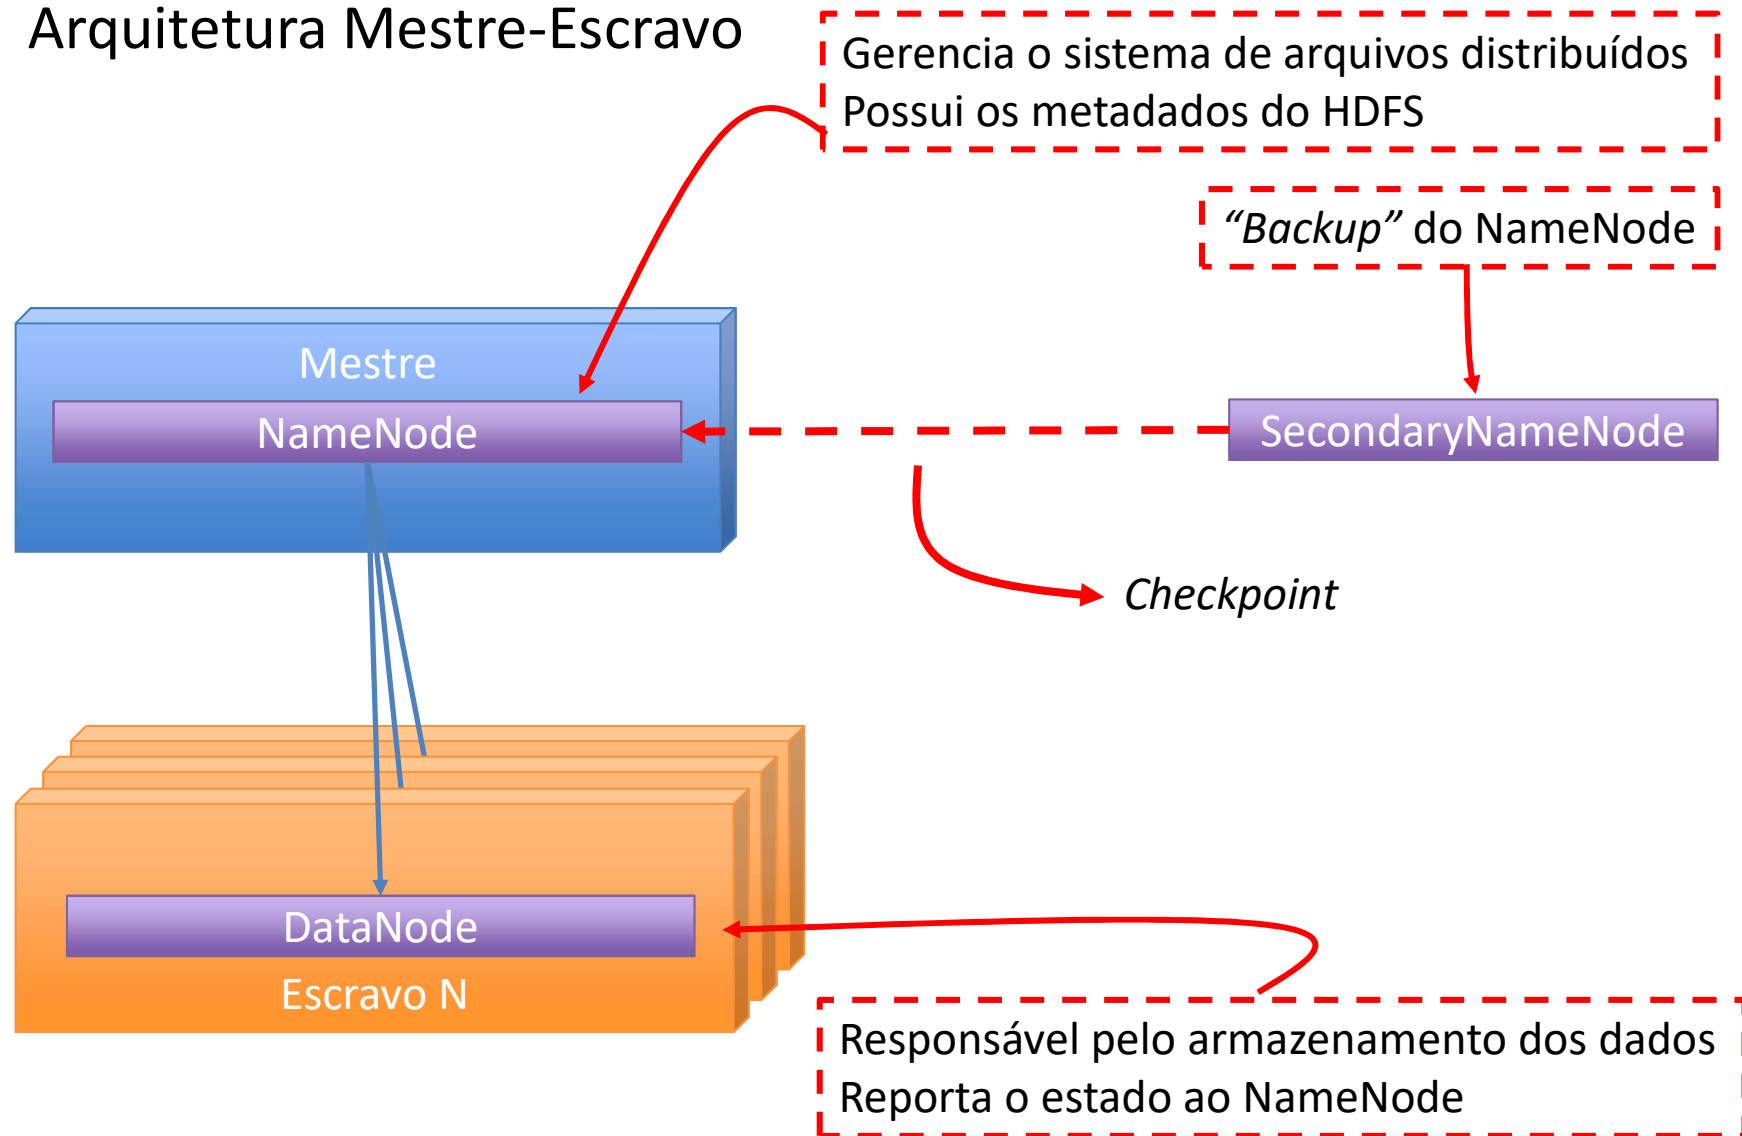 Arquitetura Mestre-Escravo
Gerencia o sistema de arquivos distribuídos
Possui os metadados do HDFS
“Backup” do NameNode
Mestre
NameNode
SecondaryNameNode
Checkpoint
DataNode
Escravo N
Responsável pelo armazenamento dos dados
Reporta o estado ao NameNode